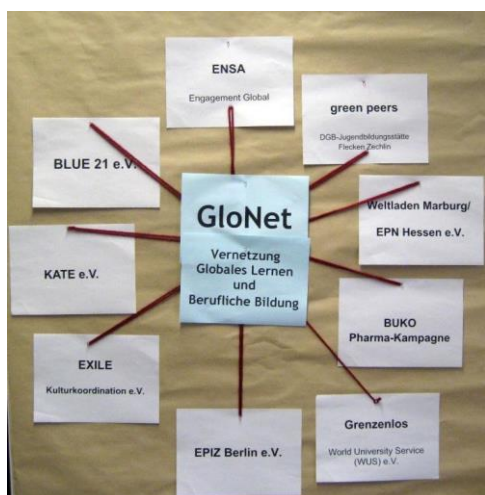 ENSA
Engagement Global
green peers
DGB-Jugendbildungsstätte
Flecken Zechlin
BLUE 21 e.V.
GloNet
Vernetzung
Globales Lernen
und
Berufliche Bildung
Weltladen Marburg/
EPN Hessen e.V.
KATE e.V.
BUKO
Pharma-Kampagne
EXILE
Kulturkoordination e.V.
Grenzenlos
World University Service
(WUS) e.V.
EPIZ Berlin e.V.